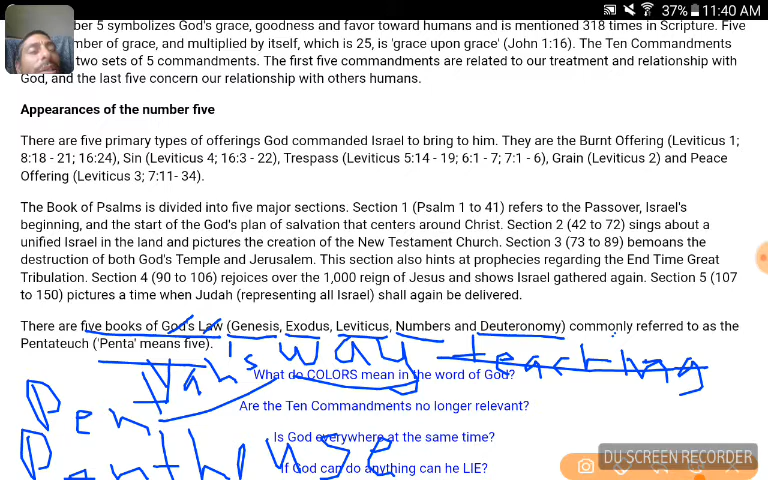 37% 11:40 AM
ber 5 symbolizes God's grace, goodness and favor toward humans and is mentioned 318 times in Scripture. Five
mber of grace, and multiplied by itself, which is 25, is 'grace upon grace' (John 1:16). The Ten Commandments
two sets of 5 commandments. The first five commandments are related to our treatment and relationship with
God, and the last five concern our relationship with others humans.
Appearances of the number five
There are five primary types of offerings God commanded Israel to bring to him. They are the Burnt Offering (Leviticus 1;
8:18 - 21; 16:24), Sin (Leviticus 4; 16:3 - 22), Trespass (Leviticus 5:14 - 19; 6:1 - 7; 7:1 - 6), Grain (Leviticus 2) and Peace
Offering (Leviticus 3; 7:11- 34).
The Book of Psalms is divided into five major sections. Section 1 (Psalm 1 to 41) refers to the Passover, Israel's
beginning, and the start of the God's plan of salvation that centers around Christ. Section 2 (42 to 72) sings about a
unified Israel in the land and pictures the creation of the New Testament Church. Section 3 (73 to 89) bemoans the
destruction of both God's Temple and Jerusalem. This section also hints at prophecies regarding the End Time Great
Tribulation. Section 4 (90 to 106) rejoices over the 1,000 reign of Jesus and shows Israel gathered again. Section 5 (107
to 150) pictures a time when Judah (representing all Israel) shall again be delivered.
There are five books of God's Law (Genesis, Exodus, Leviticus, Numbers and Deuteronomy) commonly referred to as the
Pentateuch ('Penta' means five).
Yah's way teaching
What do COLORS mean in the word of God?
Pen
Are the Ten Commandments no longer relevant?
Is God everywhere at the same time?
Penthouse
If God can do anything can he LIE?
DU SCREEN RECORDER